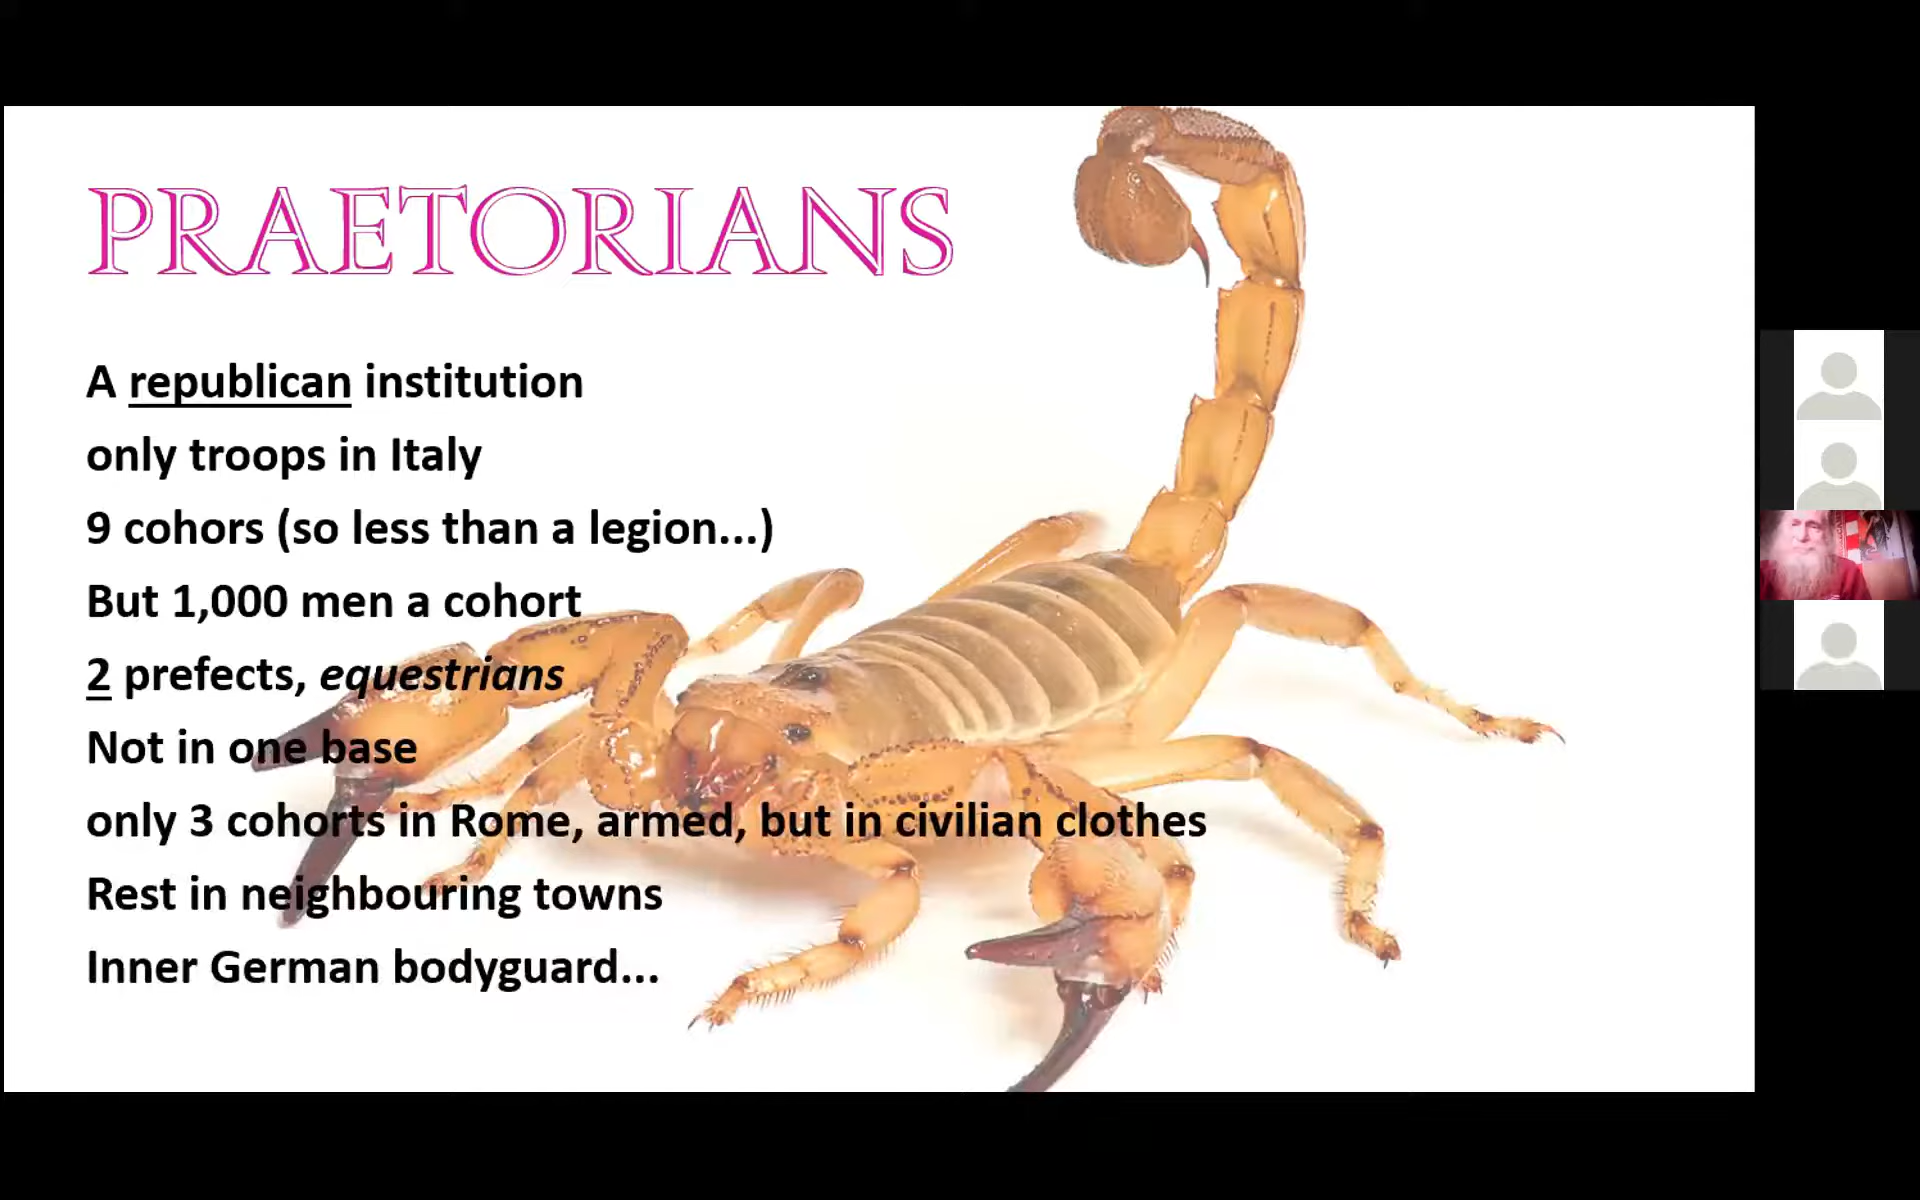 PRAETORIANS
A republican institution
only troops in Italy
9 cohors (so less than a legion...)
But 1,000 men a cohort
2 prefects, equestrians
Not in one base
only 3 cohorts in Rome, armed, but in civilian clothes
Rest in neighbouring towns
Inner German bodyguard...